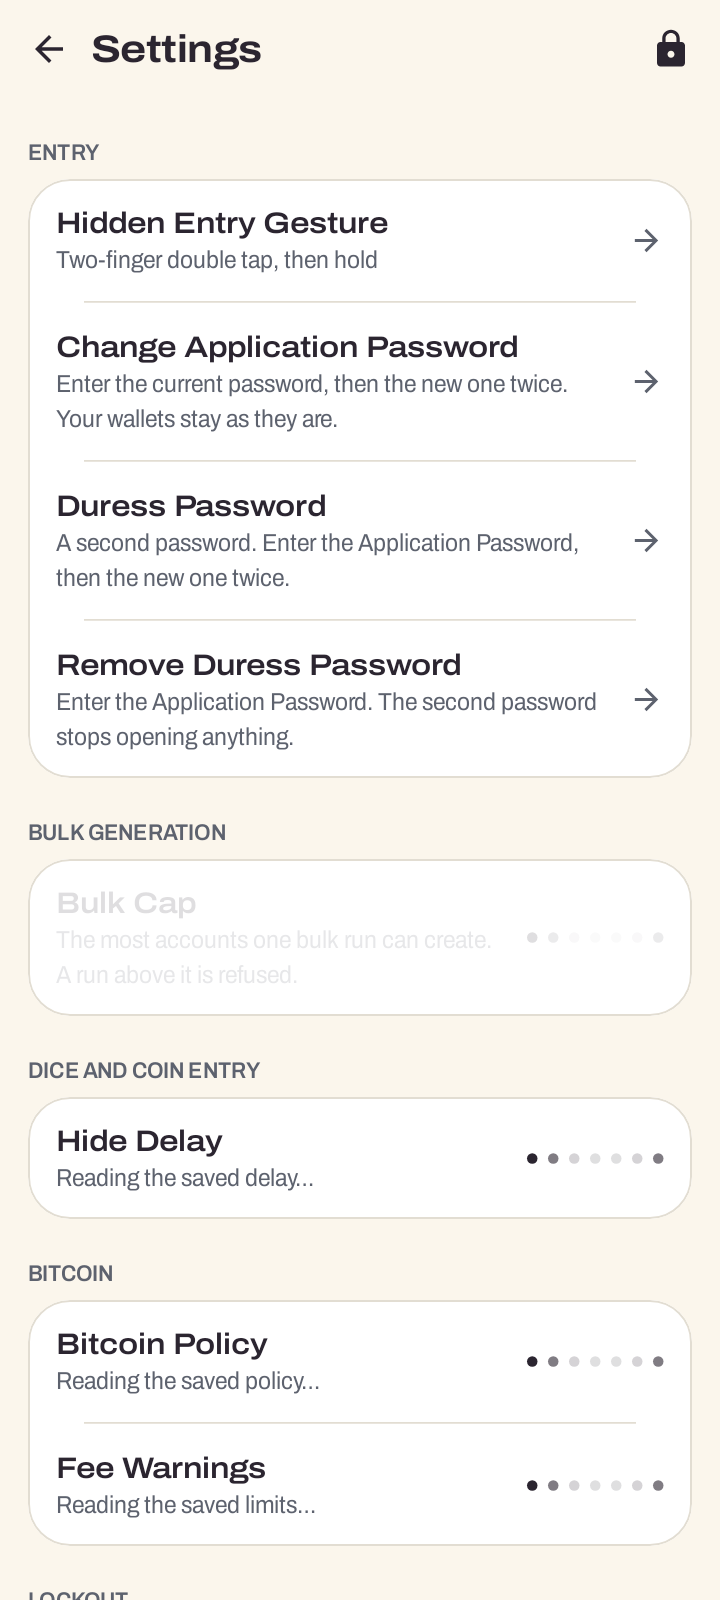 Settings
ENTRY
Hidden Entry Gesture
Two-finger double tap, then hold
Change Application Password
Enter the current password, then the new one twice.
Your wallets stay as they are.
Duress Password
A second password. Enter the Application Password,
then the new one twice.
Remove Duress Password
Enter the Application Password. The second password
stops opening anything.
BULK GENERATION
Bulk Cap
The most accounts one bulk run can create.
A run above it is refused.
DICE AND COIN ENTRY
Hide Delay
Reading the saved delay...
BITCOIN
Bitcoin Policy
Reading the saved policy...
Fee Warnings
Reading the saved limits...
LOCKOUT